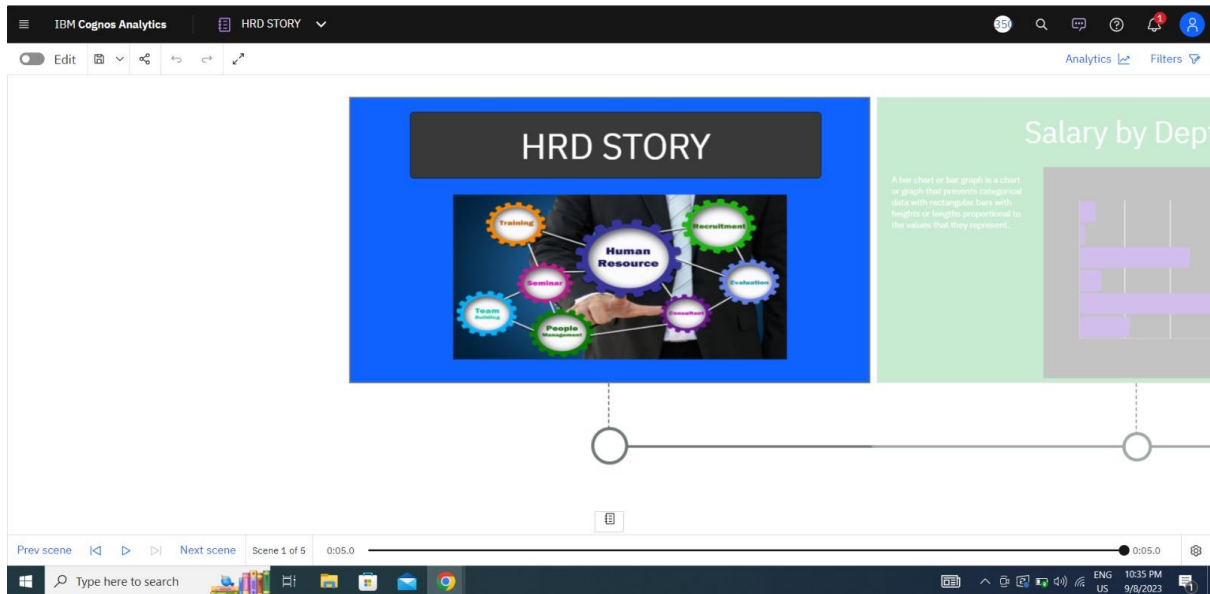 IBM Cognos Analytics
HRD STORY
350
1
Edit
Analytics
Filters
HRD STORY
Training
Recruitment
Human
Resource
Seminar
Evaluation
Team
Building
Consultant
People
Management
Salary by Dep
A bar chart or bar graph is a chart
or graph that presents categorical
data with rectangular bars with
heights or lengths proportional to
the values that they represent.
Prev scene
Next scene
Scene 1 of 5
0:05.0
0:05.0
Type here to search
ENG
US
10:35 PM
9/8/2023
1